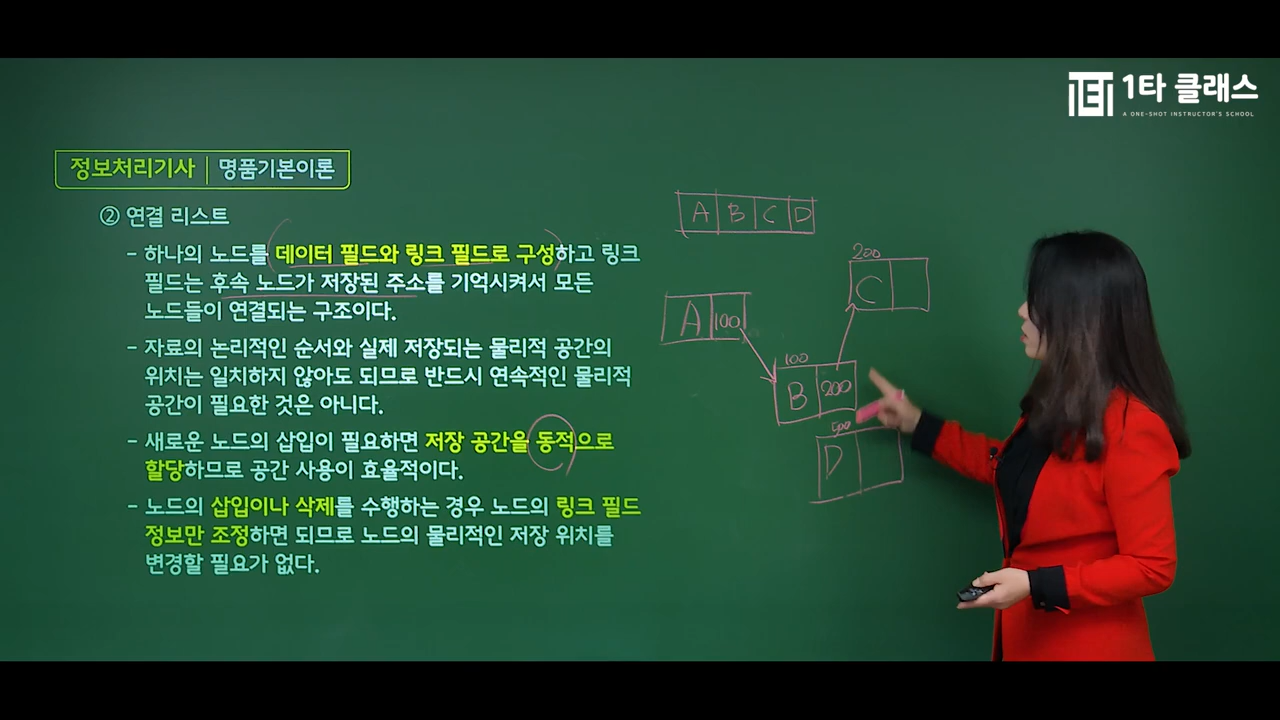 1타 클래스
A ONE-SHOT INSTRUCTOR'S SCHOOL
정보처리기사 | 명품기본이론
② 연결 리스트
- 하나의 노드를 데이터 필드와 링크 필드로 구성하고 링크
필드는 후속 노드가 저장된 주소를 기억시켜서 모든
노드들이 연결되는 구조이다.
- 자료의 논리적인 순서와 실제 저장되는 물리적 공간의
위치는 일치하지 않아도 되므로 반드시 연속적인 물리적
공간이 필요한 것은 아니다.
- 새로운 노드의 삽입이 필요하면 저장 공간을 동적으로
할당하므로 공간 사용이 효율적이다.
- 노드의 삽입이나 삭제를 수행하는 경우 노드의 링크 필드
정보만 조정하면 되므로 노드의 물리적인 저장 위치를
변경할 필요가 없다.
A B C D
200
C
A 100
100
B 200
500
D